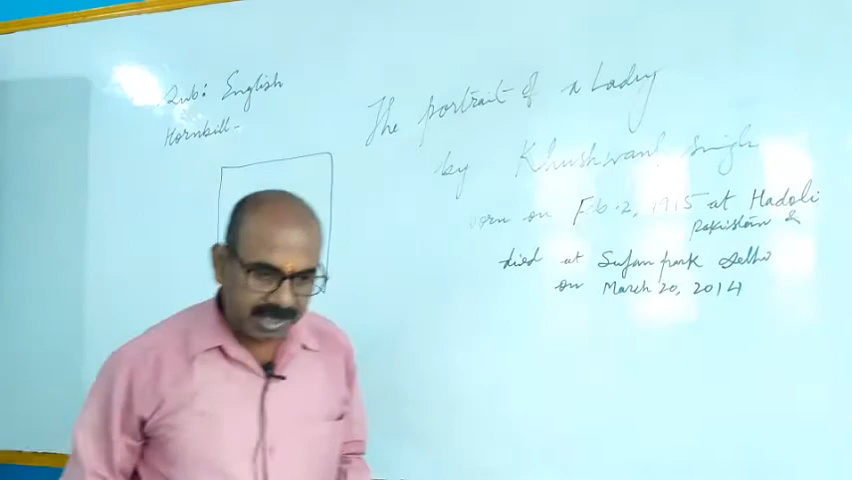 Sub: English
Hornbill-
The portrait of a Lady
by Khushwant Singh
born on Feb. 2, 1915 at Hadoli
Pakistan &
died at Sujan park Delhi
on March 20, 2014